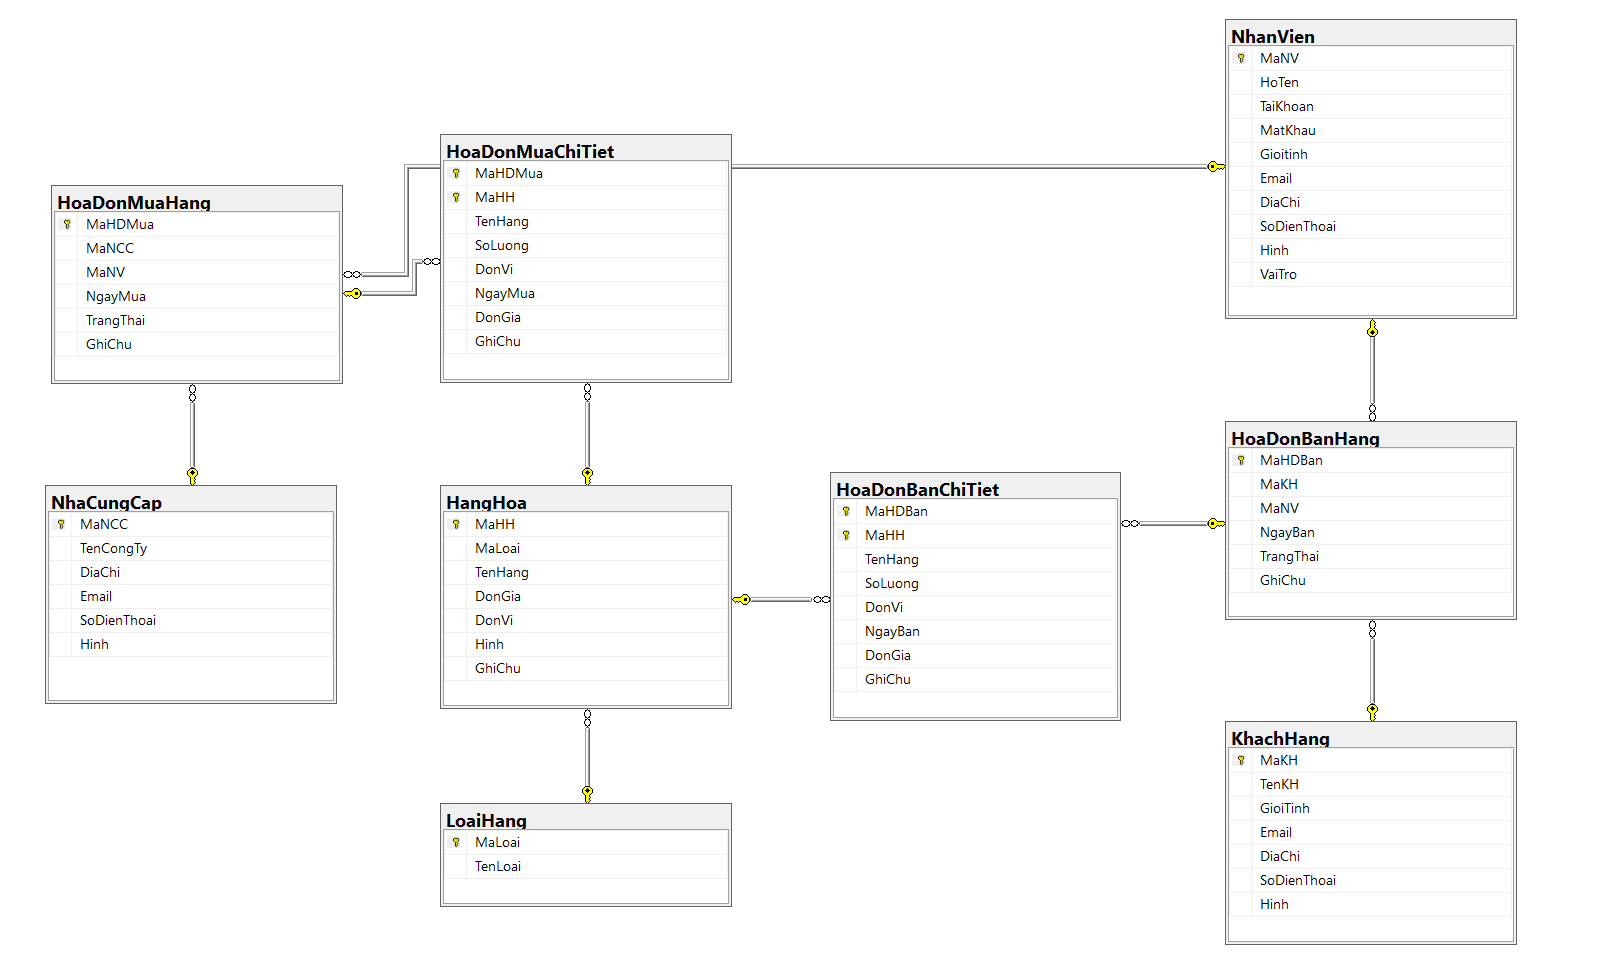 HoaDonMuaHang
MaHDMua
MaNCC
MaNV
NgayMua
TrangThai
GhiChu
HoaDonMuaChiTiet
MaHDMua
MaHH
TenHang
SoLuong
DonVi
NgayMua
DonGia
GhiChu
NhanVien
MaNV
HoTen
TaiKhoan
MatKhau
Gioitinh
Email
DiaChi
SoDienThoai
Hinh
VaiTro
NhaCungCap
MaNCC
TenCongTy
DiaChi
Email
SoDienThoai
Hinh
HangHoa
MaHH
MaLoai
TenHang
DonGia
DonVi
Hinh
GhiChu
HoaDonBanChiTiet
MaHDBan
MaHH
TenHang
SoLuong
DonVi
NgayBan
DonGia
GhiChu
HoaDonBanHang
MaHDBan
MaKH
MaNV
NgayBan
TrangThai
GhiChu
LoaiHang
MaLoai
TenLoai
KhachHang
MaKH
TenKH
GioiTinh
Email
DiaChi
SoDienThoai
Hinh